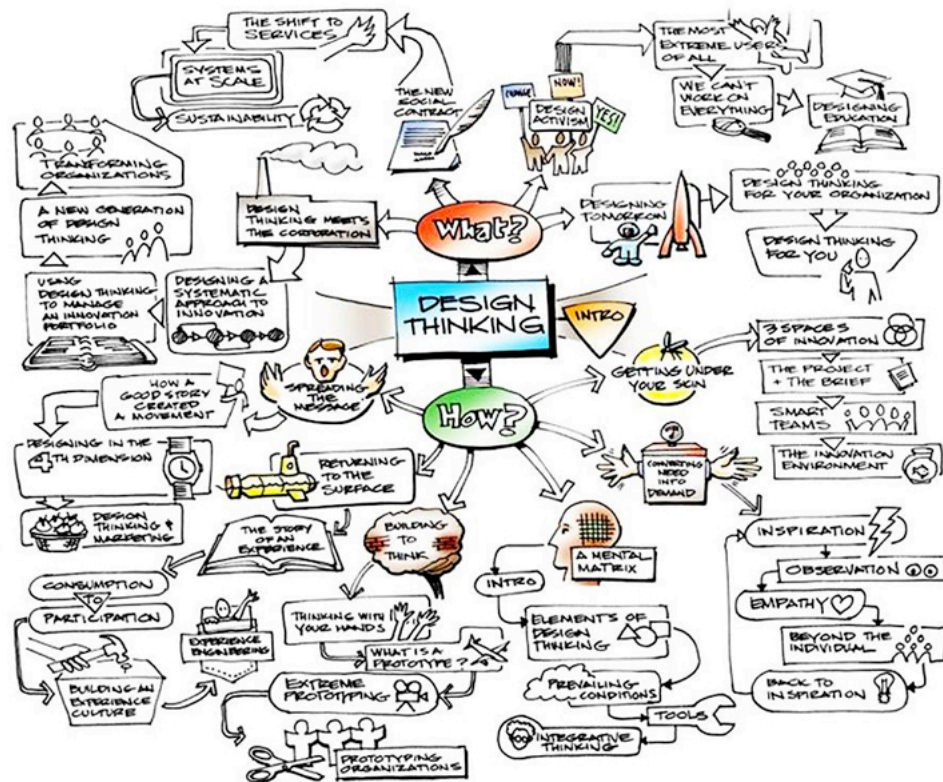 THE SHIFT TO
SERVICES
SYSTEMS
AT SCALE
SUSTAINABILITY
THE NEW
SOCIAL
CONTRACT
CHANGE
NOW!
YES!
DESIGN
ACTIVISM
THE MOST
EXTREME USERS
OF ALL
WE CAN'T
WORK ON
EVERYTHING
DESIGNING
EDUCATION
TRANSFORMING
ORGANIZATIONS
A NEW GENERATION
OF DESIGN
THINKING
USING
DESIGN THINKING
TO MANAGE
AN INNOVATION
PORTFOLIO
DESIGN
THINKING MEETS
THE CORPORATION
DESIGNING A
SYSTEMATIC
APPROACH TO
INNOVATION
What?
DESIGNING
TOMORROW
DESIGN THINKING
FOR YOUR ORGANIZATION
DESIGN THINKING
FOR YOU
DESIGN
THINKING
INTRO
How?
SPREADING
THE
MESSAGE
HOW A
GOOD STORY
CREATED
A MOVEMENT
DESIGNING IN THE
4TH DIMENSION
DESIGN
THINKING +
MARKETING
GETTING UNDER
YOUR SKIN
3 SPACES
OF INNOVATION
THE PROJECT
+ THE BRIEF
SMART
TEAMS
THE INNOVATION
ENVIRONMENT
RETURNING
TO THE
SURFACE
THE STORY
OF AN
EXPERIENCE
CONSUMPTION
TO
PARTICIPATION
BUILDING AN
EXPERIENCE
CULTURE
EXPERIENCE
ENGINEERING
BUILDING
TO
THINK
THINKING WITH
YOUR HANDS
WHAT IS A
PROTOTYPE?
EXTREME
PROTOTYPING
PROTOTYPING
ORGANIZATIONS
A MENTAL
MATRIX
INTRO
ELEMENTS OF
DESIGN
THINKING
PREVAILING
CONDITIONS
TOOLS
INTEGRATIVE
THINKING
CONVERTING
NEED INTO
DEMAND
INSPIRATION
OBSERVATION
EMPATHY
BEYOND THE
INDIVIDUAL
BACK TO
INSPIRATION